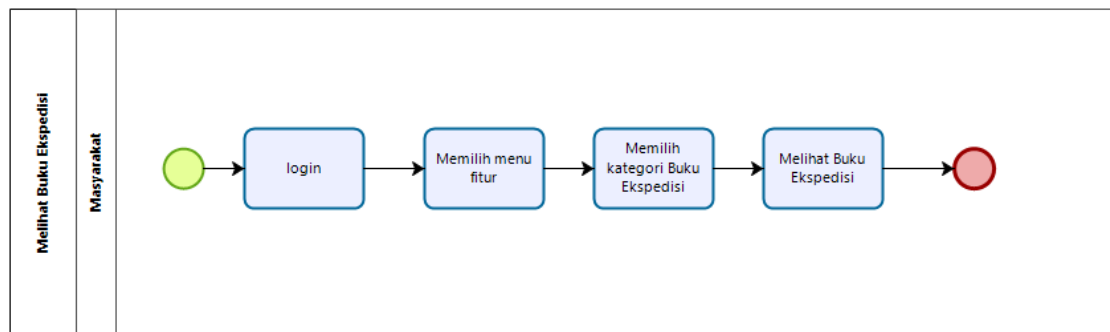 Melihat Buku Ekspedisi
Masyarakat
login
Memilih menu
fitur
Memilih
kategori Buku
Ekspedisi
Melihat Buku
Ekspedisi